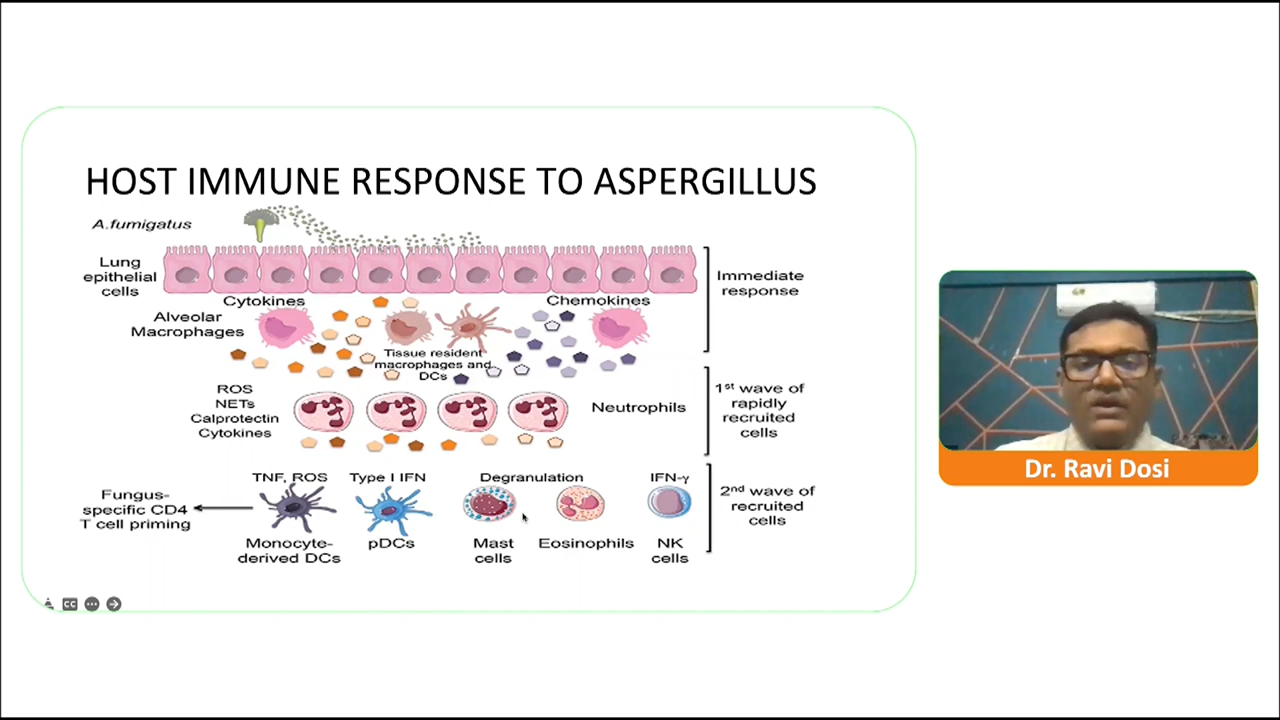 HOST IMMUNE RESPONSE TO ASPERGILLUS
A.fumigatus
Lung
epithelial
cells
Cytokines
Chemokines
Immediate
response
Alveolar
Macrophages
Tissue resident
macrophages and
DCs
ROS
NETs
Calprotectin
Cytokines
Neutrophils
1st wave of
rapidly
recruited
cells
TNF, ROS
Type I IFN
Degranulation
IFN-γ
Fungus-
specific CD4
T cell priming
2nd wave of
recruited
cells
Monocyte-
derived DCs
pDCs
Mast
cells
Eosinophils
NK
cells
CC
Dr. Ravi Dosi